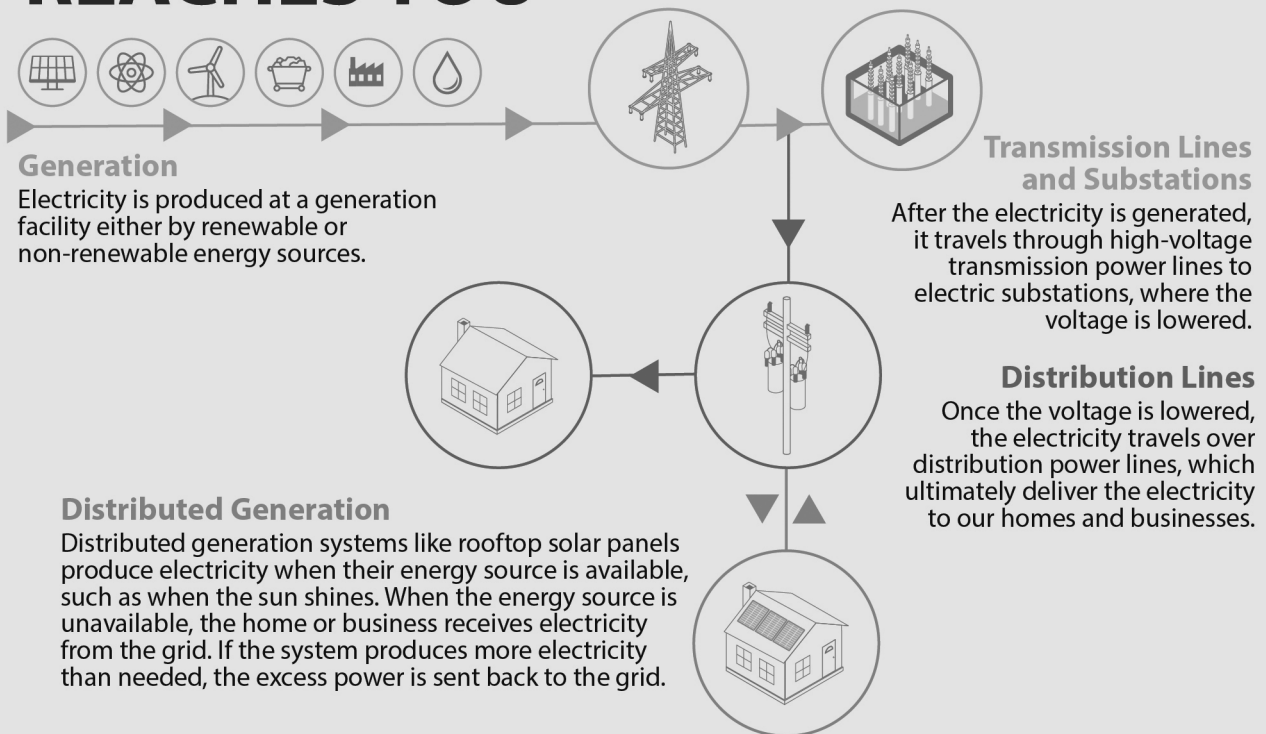 REACHES YOU
Generation
Electricity is produced at a generation
facility either by renewable or
non-renewable energy sources.
Transmission Lines
and Substations
After the electricity is generated,
it travels through high-voltage
transmission power lines to
electric substations, where the
voltage is lowered.
Distribution Lines
Once the voltage is lowered,
the electricity travels over
distribution power lines, which
ultimately deliver the electricity
to our homes and businesses.
Distributed Generation
Distributed generation systems like rooftop solar panels
produce electricity when their energy source is available,
such as when the sun shines. When the energy source is
unavailable, the home or business receives electricity
from the grid. If the system produces more electricity
than needed, the excess power is sent back to the grid.